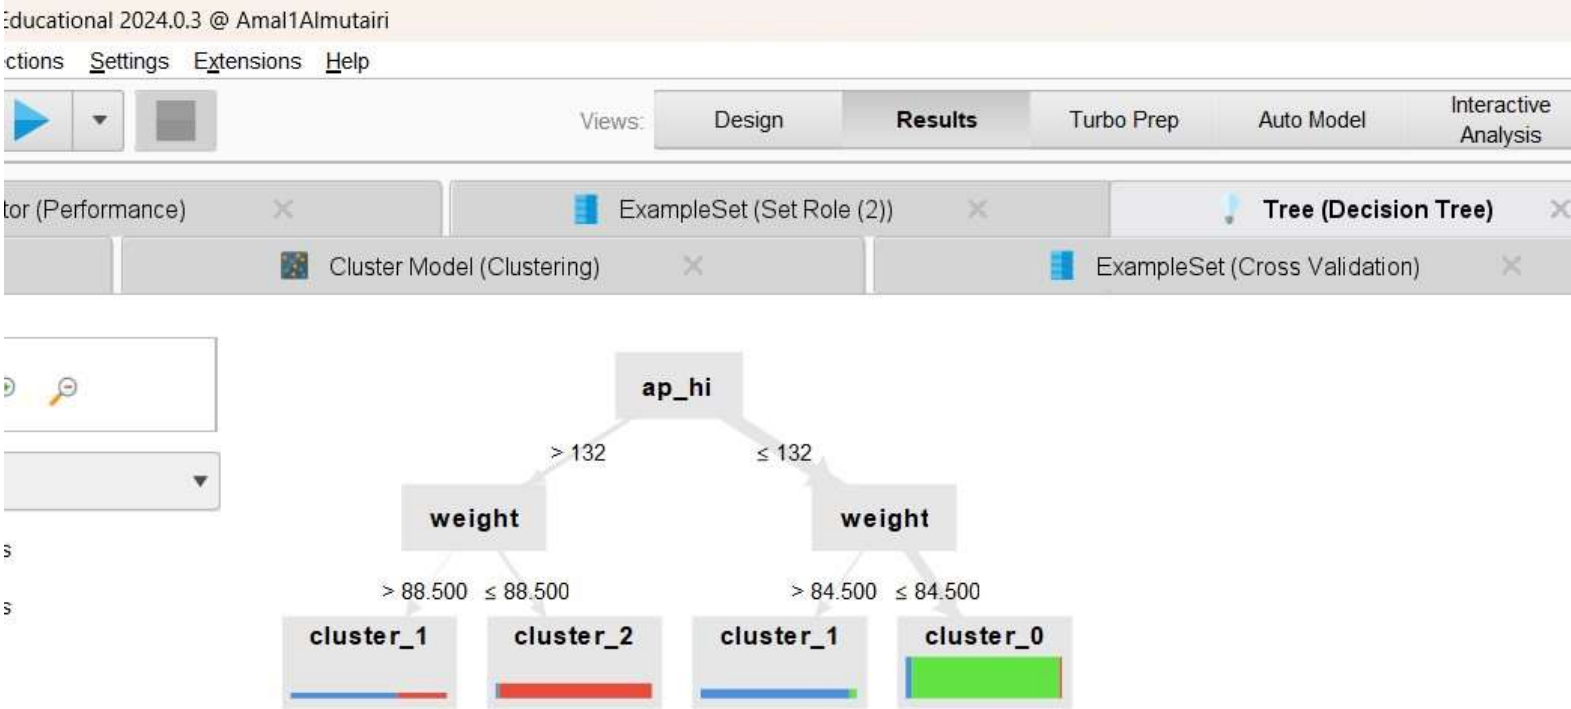 Educational 2024.0.3 @ Amal1Almutairi
ctions Settings Extensions Help
Views: Design Results Turbo Prep Auto Model Interactive Analysis
tor (Performance) ExampleSet (Set Role (2)) Tree (Decision Tree)
Cluster Model (Clustering) ExampleSet (Cross Validation)
ap_hi
> 132 ≤ 132
weight weight
s
> 88.500 ≤ 88.500 > 84.500 ≤ 84.500
s
cluster_1 cluster_2 cluster_1 cluster_0